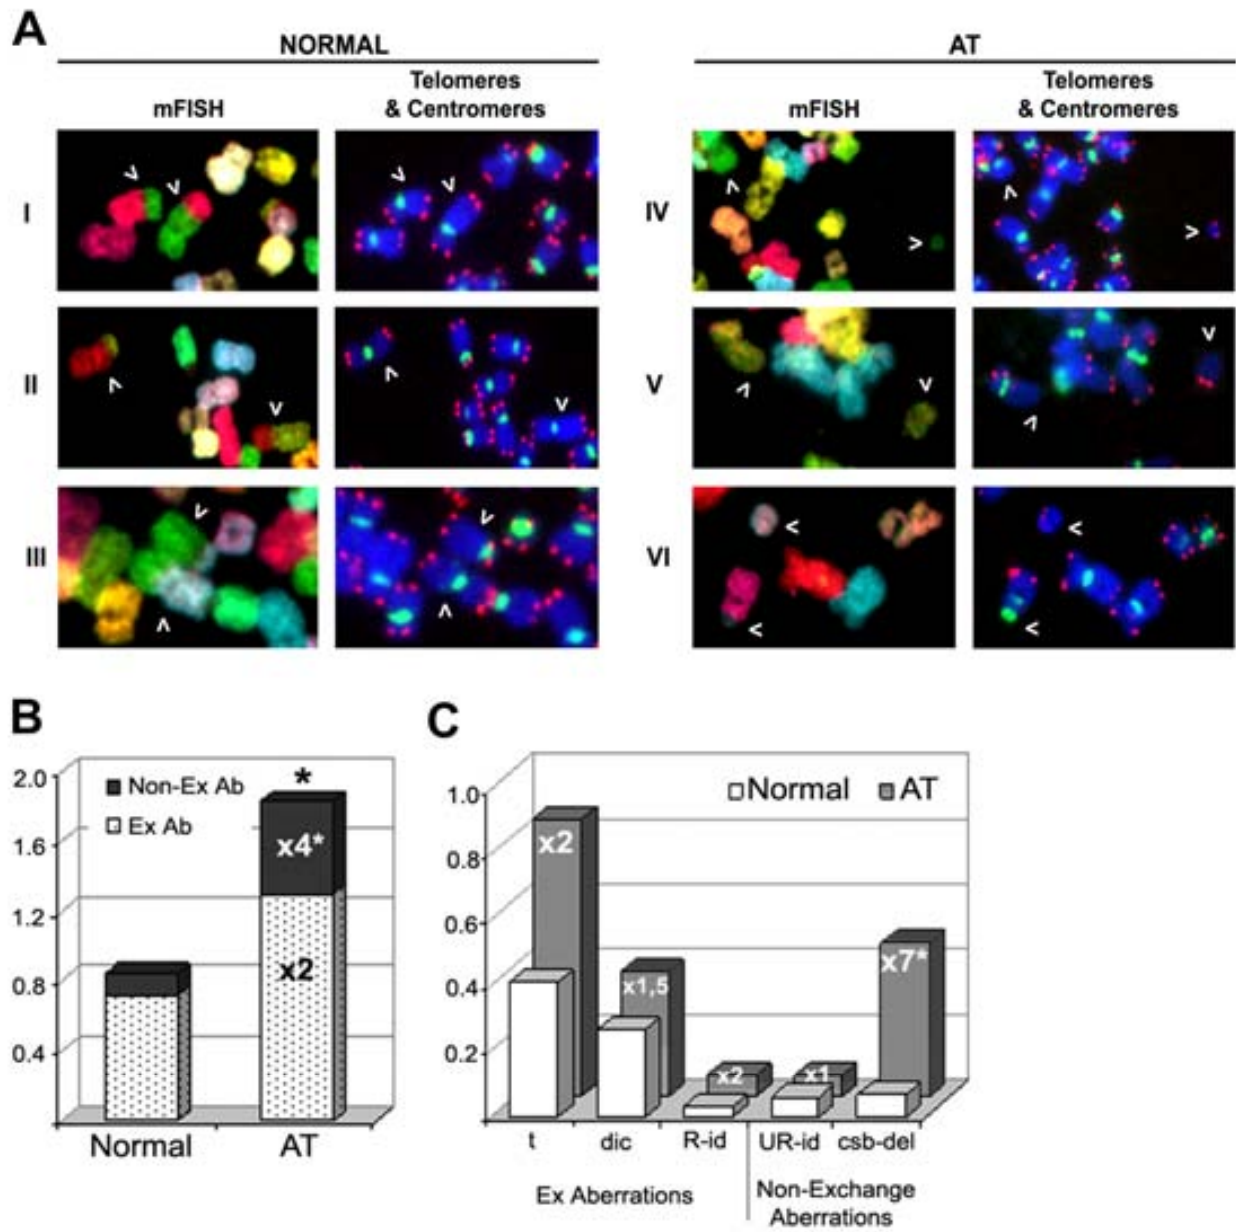 A
NORMAL
AT
mFISH
Telomeres
& Centromeres
mFISH
Telomeres
& Centromeres
I
II
III
IV
V
VI
B
2.0
1.6
1.2
0.8
0.4
Non-Ex Ab
Ex Ab
*
x4*
x2
Normal
AT
C
1.0
0.8
0.6
0.4
0.2
Normal
AT
x2
x1,5
x2
x1
x7*
t
dic
R-id
UR-id
csb-del
Ex Aberrations
Non-Exchange
Aberrations